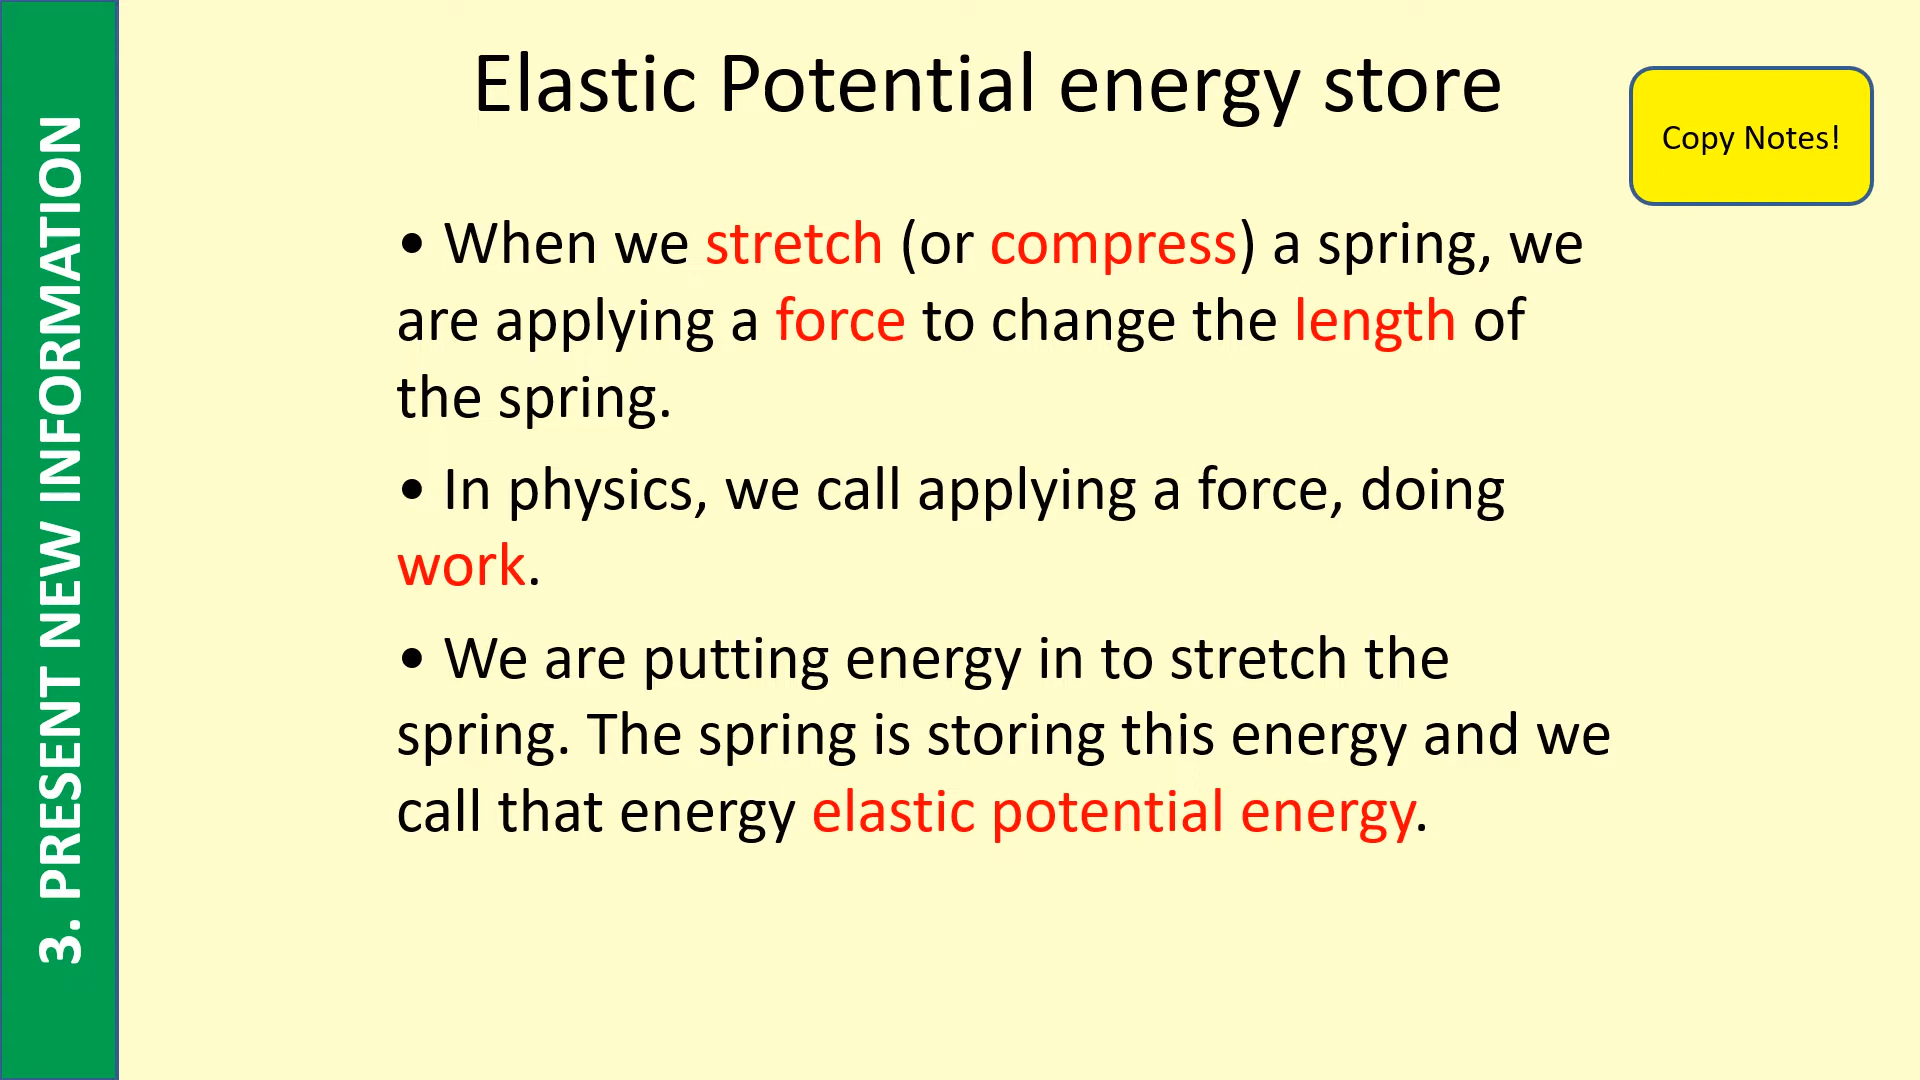 3. PRESENT NEW INFORMATION
Elastic Potential energy store
Copy Notes!
• When we stretch (or compress) a spring, we
are applying a force to change the length of
the spring.
• In physics, we call applying a force, doing
work.
• We are putting energy in to stretch the
spring. The spring is storing this energy and we
call that energy elastic potential energy.